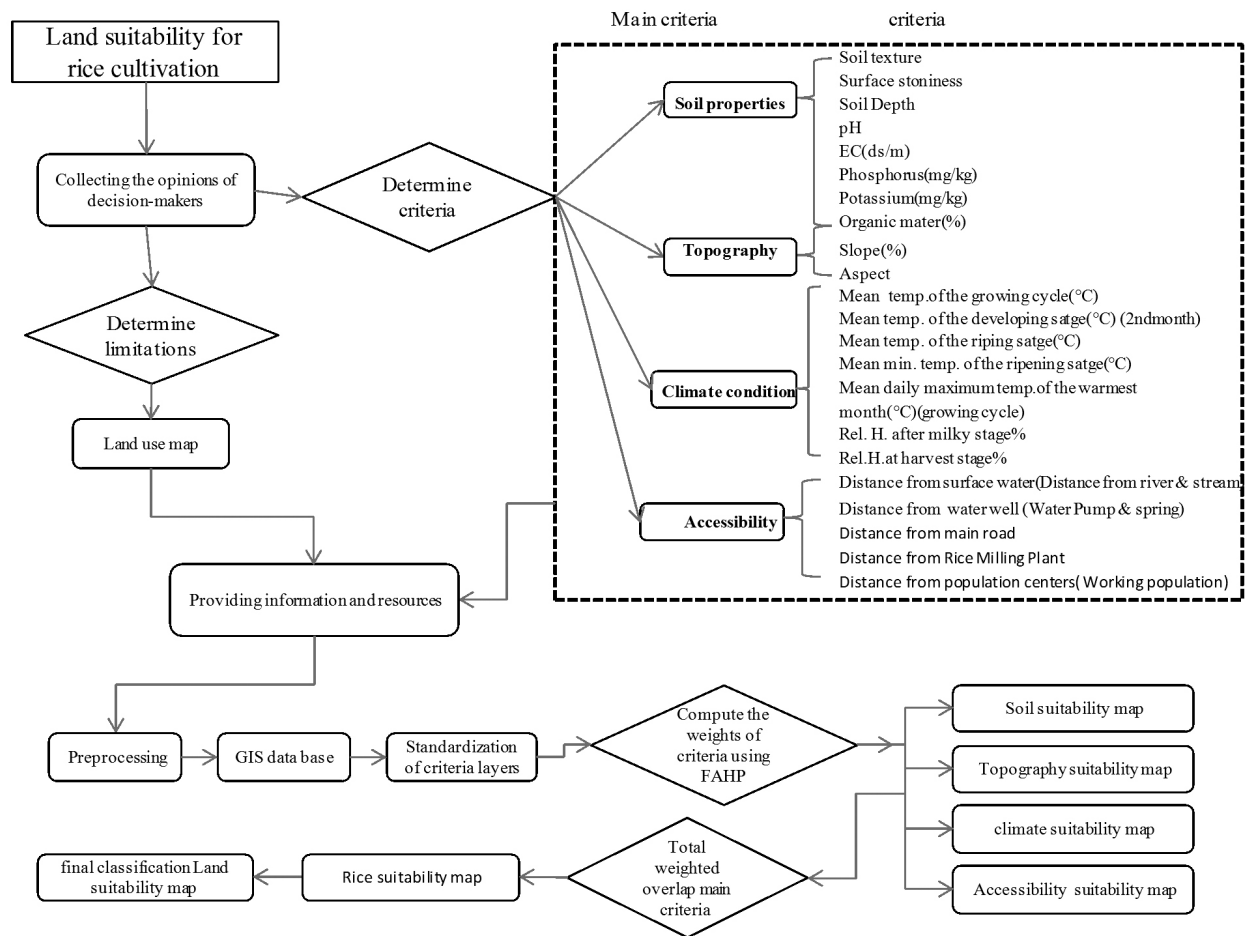 Main criteria
criteria
Land suitability for
rice cultivation
Collecting the opinions of
decision-makers
Determine
criteria
Determine
limitations
Land use map
Providing information and resources
Soil properties
Soil texture
Surface stoniness
Soil Depth
pH
EC(ds/m)
Phosphorus(mg/kg)
Potassium(mg/kg)
Organic mater(%)
Topography
Slope(%)
Aspect
Climate condition
Mean temp.of the growing cycle(°C)
Mean temp. of the developing satge(°C) (2ndmonth)
Mean temp. of the riping satge(°C)
Mean min. temp. of the ripening satge(°C)
Mean daily maximum temp.of the warmest
month(°C)(growing cycle)
Rel. H. after milky stage%
Rel.H.at harvest stage%
Accessibility
Distance from surface water(Distance from river & stream
Distance from water well (Water Pump & spring)
Distance from main road
Distance from Rice Milling Plant
Distance from population centers( Working population)
Preprocessing
GIS data base
Standardization
of criteria layers
Compute the
weights of
criteria using
FAHP
Soil suitability map
Topography suitability map
climate suitability map
Accessibility suitability map
Total
weighted
overlap main
criteria
Rice suitability map
final classification Land
suitability map